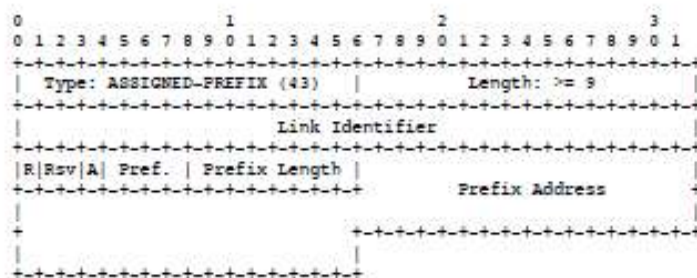 0                   1                   2                   3
0 1 2 3 4 5 6 7 8 9 0 1 2 3 4 5 6 7 8 9 0 1 2 3 4 5 6 7 8 9 0 1
+-+-+-+-+-+-+-+-+-+-+-+-+-+-+-+-+-+-+-+-+-+-+-+-+-+-+-+-+-+-+-+-+
| Type: ASSIGNED-PREFIX (43) | Length: >= 9 |
+-+-+-+-+-+-+-+-+-+-+-+-+-+-+-+-+-+-+-+-+-+-+-+-+-+-+-+-+-+-+-+-+
| Link Identifier |
+-+-+-+-+-+-+-+-+-+-+-+-+-+-+-+-+-+-+-+-+-+-+-+-+-+-+-+-+-+-+-+-+
|R|Rsv|A| Pref. | Prefix Length | |
+-+-+-+-+-+-+-+-+-+-+-+-+-+-+-+-+ Prefix Address +
| |
+ +-+-+-+-+-+-+-+-+-+-+-+-+-+-+-+-+
| |
+-+-+-+-+-+-+-+-+-+-+-+-+-+-+-+-+